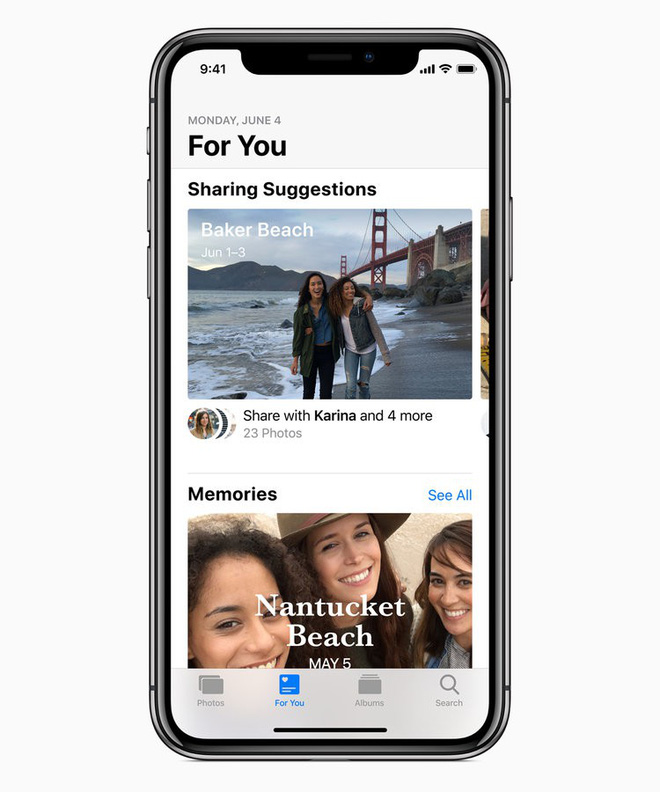 9:41
MONDAY, JUNE 4
For You
Sharing Suggestions
Baker Beach
Jun 1–3
Share with Karina and 4 more
23 Photos
Memories
See All
Nantucket
Beach
MAY 5
Photos
For You
Albums
Search